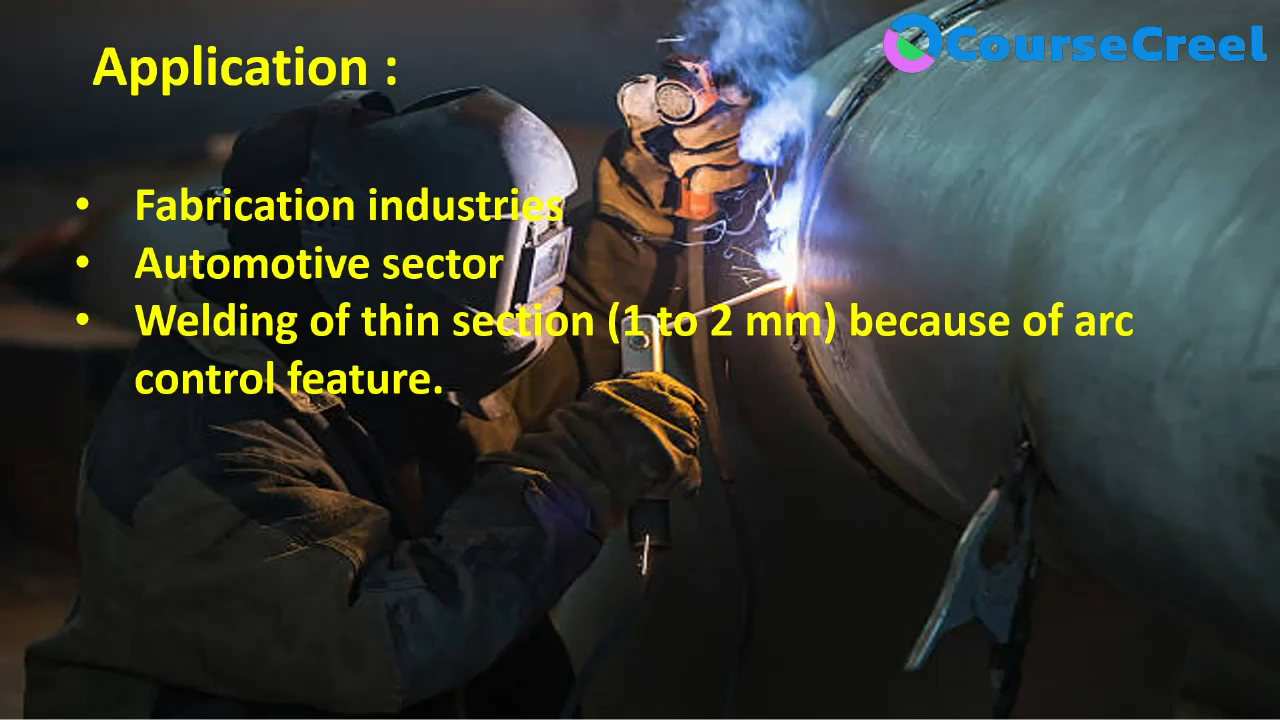 CourseCreel
Application :
• Fabrication industries
• Automotive sector
• Welding of thin section (1 to 2 mm) because of arc
control feature.